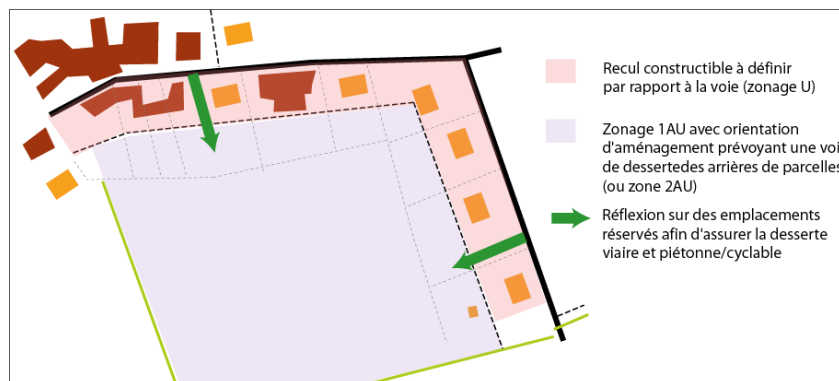 Recul constructible à définir
par rapport à la voie (zonage U)
Zonage 1AU avec orientation
d'aménagement prévoyant une voi
de dessertedes arrières de parcelles
(ou zone 2AU)
Réflexion sur des emplacements
réservés afin d'assurer la desserte
viaire et piétonne/cyclable